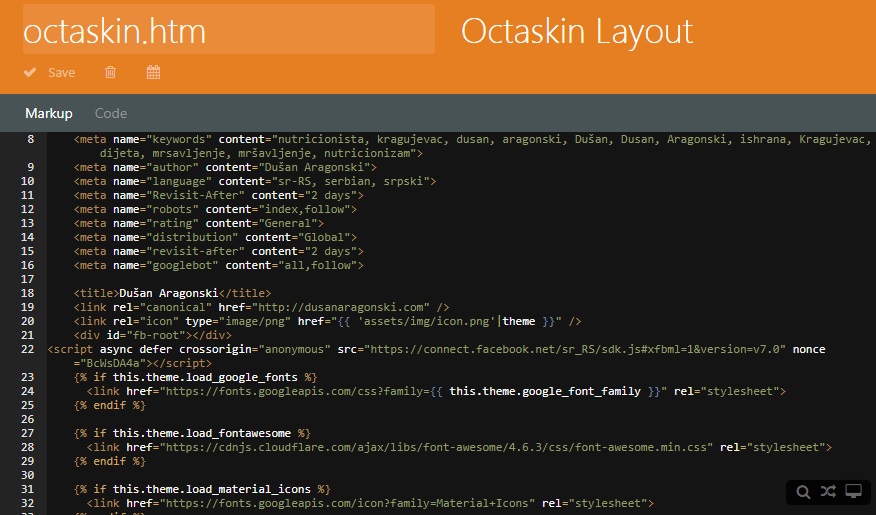 octaskin.htm
Octaskin Layout
Save
Markup Code
8 <meta name="keywords" content="nutricionista, kragujevac, dusan, aragonski, Dušan, Dusan, Aragonski, ishrana, Kragujevac,
dijeta, mrsavljenje, mršavljenje, nutricionizam">
9 <meta name="author" content="Dušan Aragonski">
10 <meta name="language" content="sr-RS, serbian, srpski">
11 <meta name="Revisit-After" content="2 days">
12 <meta name="robots" content="index,follow">
13 <meta name="rating" content="General">
14 <meta name="distribution" content="Global">
15 <meta name="revisit-after" content="2 days">
16 <meta name="googlebot" content="all,follow">
17
18 <title>Dušan Aragonski</title>
19 <link rel="canonical" href="http://dusanaragonski.com" />
20 <link rel="icon" type="image/png" href="{{ 'assets/img/icon.png'|theme }}" />
21 <div id="fb-root"></div>
22 <script async defer crossorigin="anonymous" src="https://connect.facebook.net/sr_RS/sdk.js#xfbml=1&version=v7.0" nonce
="BcWsDA4a"></script>
23 {% if this.theme.load_google_fonts %}
24 <link href="https://fonts.googleapis.com/css?family={{ this.theme.google_font_family }}" rel="stylesheet">
25 {% endif %}
26
27 {% if this.theme.load_fontawesome %}
28 <link href="https://cdnjs.cloudflare.com/ajax/libs/font-awesome/4.6.3/css/font-awesome.min.css" rel="stylesheet">
29 {% endif %}
30
31 {% if this.theme.load_material_icons %}
32 <link href="https://fonts.googleapis.com/icon?family=Material+Icons" rel="stylesheet">